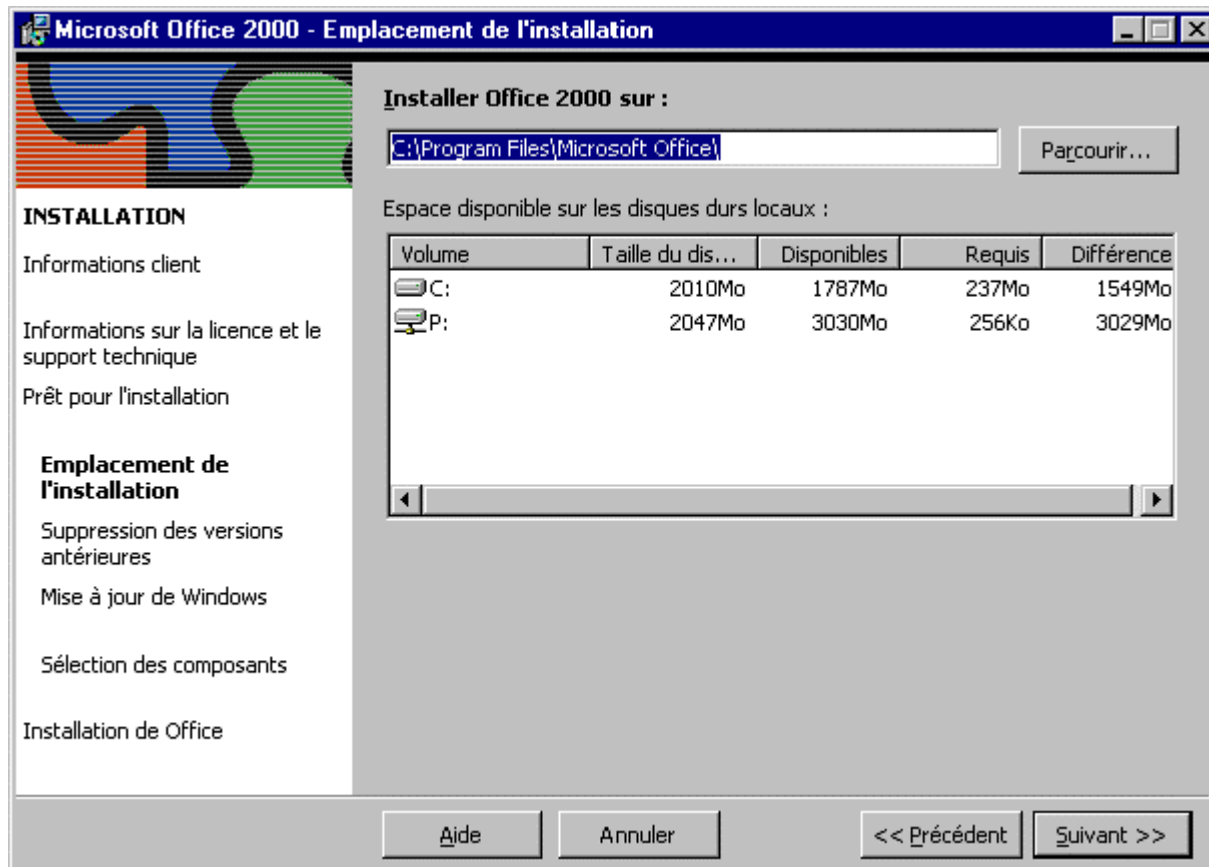 Microsoft Office 2000 - Emplacement de l'installation
INSTALLATION
Informations client
Informations sur la licence et le
support technique
Prêt pour l'installation
Emplacement de
l'installation
Suppression des versions
antérieures
Mise à jour de Windows
Sélection des composants
Installation de Office
Installer Office 2000 sur :
C:\Program Files\Microsoft Office\
Parcourir...
Espace disponible sur les disques durs locaux :
Volume Taille du dis... Disponibles Requis Différence
C: 2010Mo 1787Mo 237Mo 1549Mo
P: 2047Mo 3030Mo 256Ko 3029Mo
Aide Annuler << Précédent Suivant >>